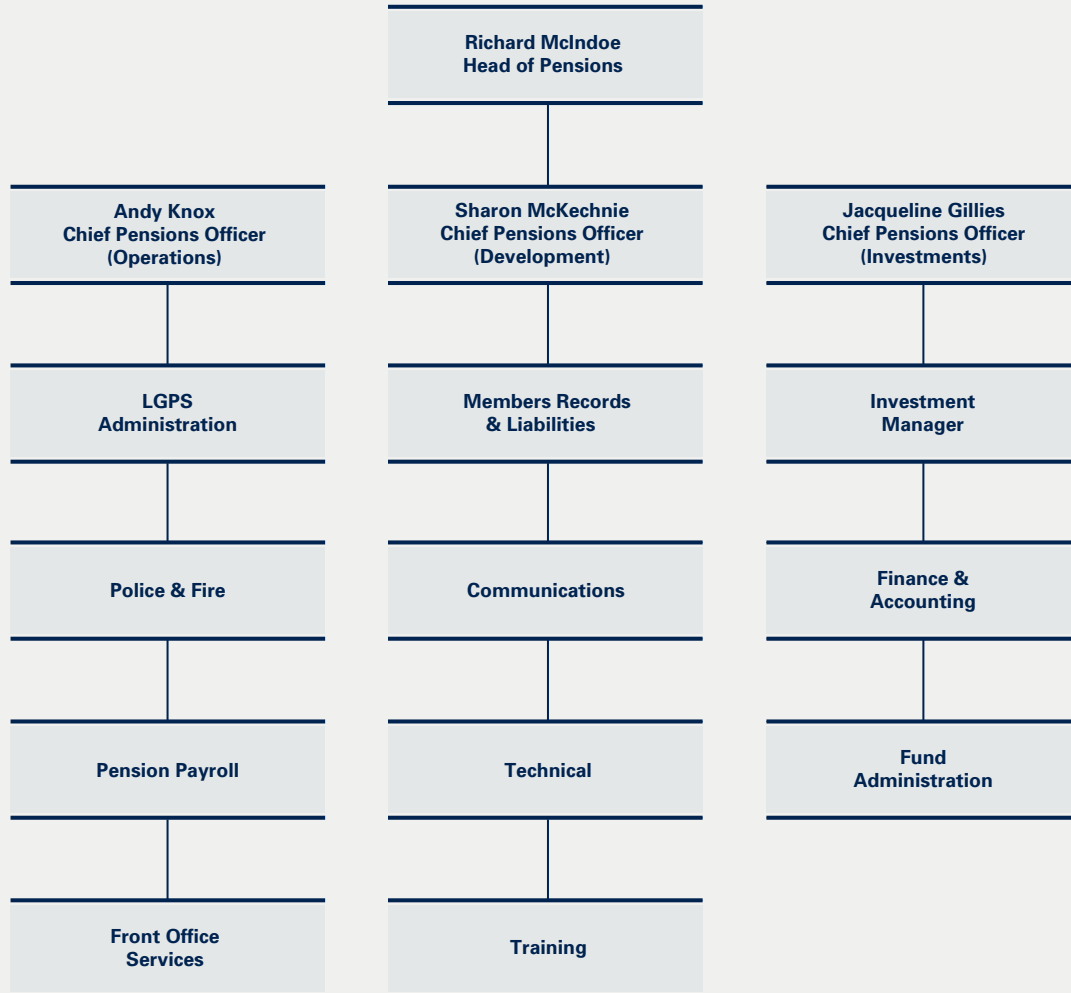 Richard McIndoe
Head of Pensions
Andy Knox
Chief Pensions Officer
(Operations)
Sharon McKechnie
Chief Pensions Officer
(Development)
Jacqueline Gillies
Chief Pensions Officer
(Investments)
LGPS
Administration
Members Records
& Liabilities
Investment
Manager
Police & Fire
Communications
Finance &
Accounting
Pension Payroll
Technical
Fund
Administration
Front Office
Services
Training